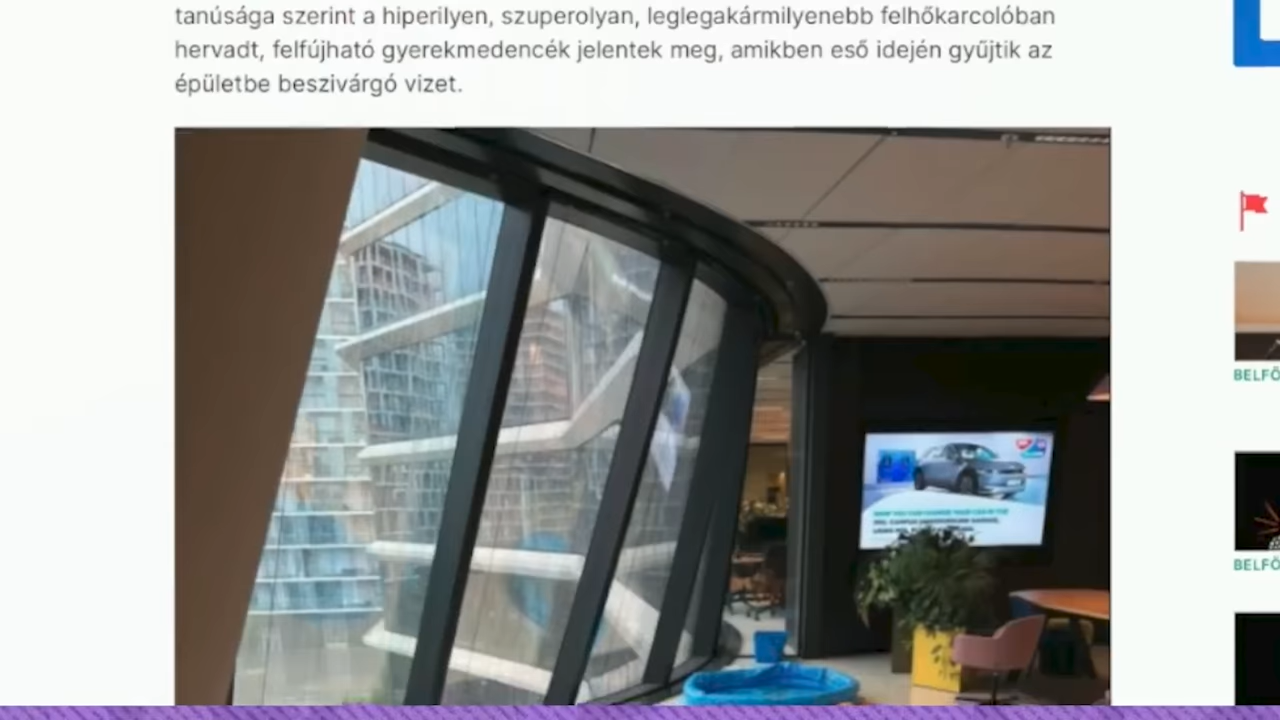 tanúsága szerint a hiperilyen, szuperolyan, leglegakármilyenebb felhőkarcolóban
hervadt, felfújható gyerekmedencék jelentek meg, amikben eső idején gyűjtik az
épületbe beszivárgó vizet.
BELFÖ
BELFÖ